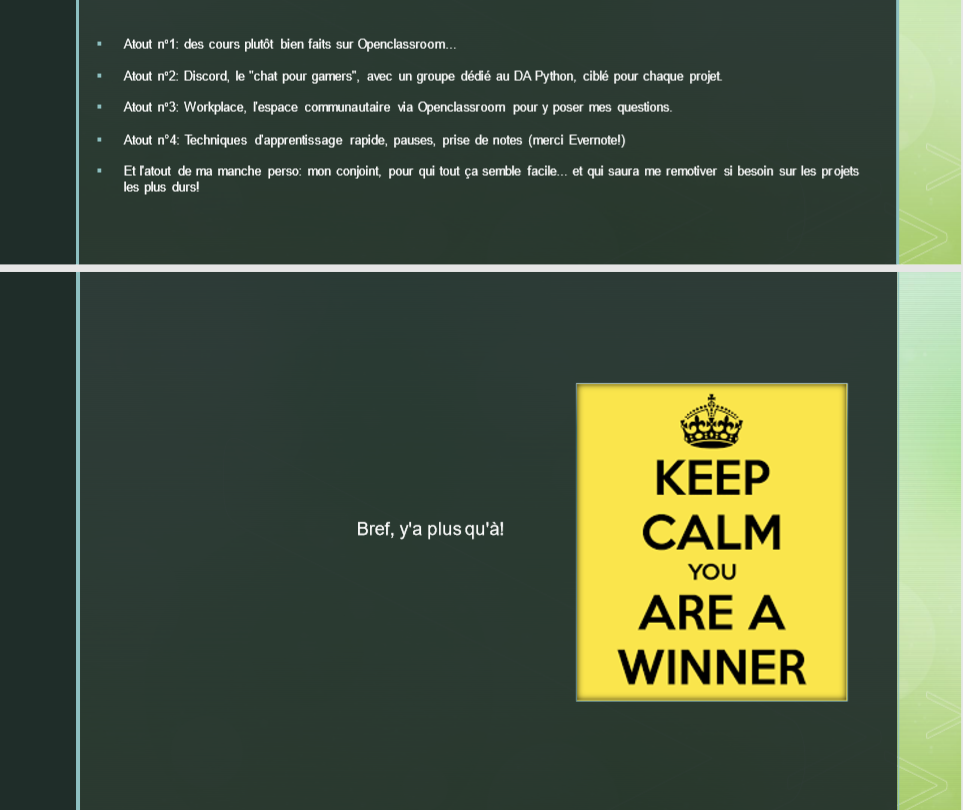 Atout n°1: des cours plutôt bien faits sur Openclassroom...
Atout n°2: Discord, le "chat pour gamers", avec un groupe dédié au DA Python, ciblé pour chaque projet.
Atout n°3: Workplace, l'espace communautaire via Openclassroom pour y poser mes questions.
Atout n°4: Techniques d'apprentissage rapide, pauses, prise de notes (merci Evernote!)
Et l'atout de ma manche perso: mon conjoint, pour qui tout ça semble facile... et qui saura me remotiver si besoin sur les projets
les plus durs!
Bref, y'a plus qu'à!
KEEP
CALM
YOU
ARE A
WINNER